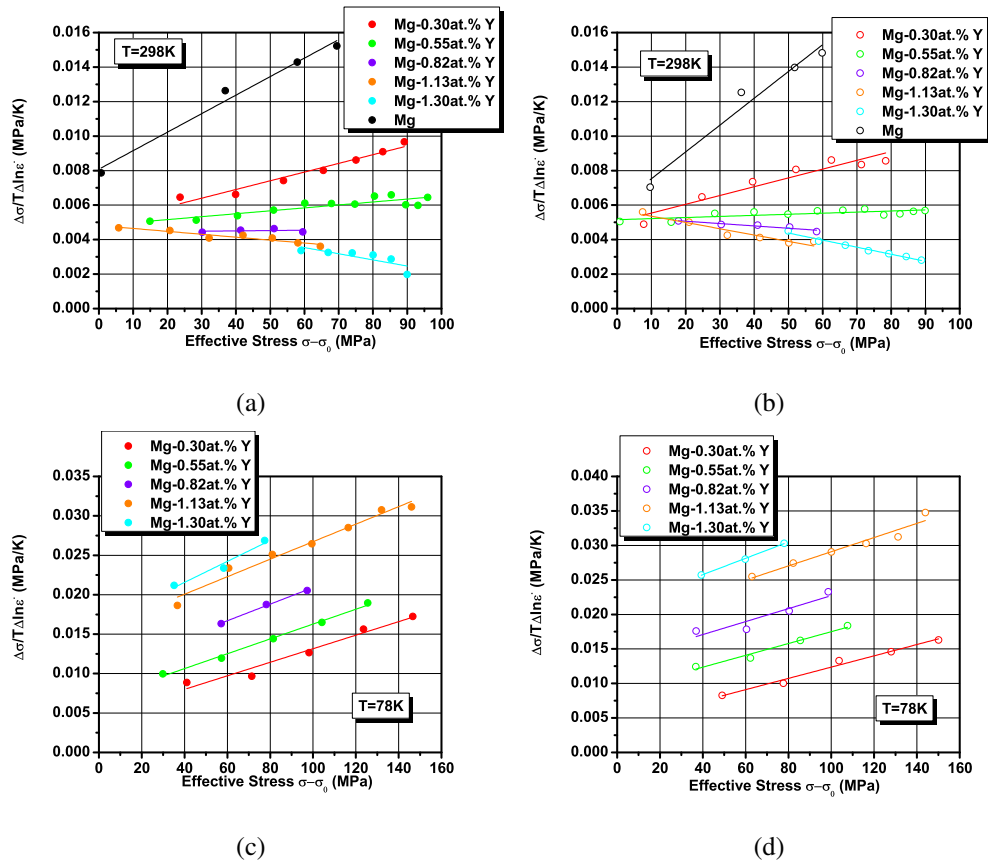 Mg-0.30at.% Y
Mg-0.55at.% Y
Mg-0.82at.% Y
Mg-1.13at.% Y
Mg-1.30at.% Y
Mg
T=298K
0.016
0.014
0.012
0.010
0.008
0.006
0.004
0.002
0.000
Δσ/TΔlnε˙ (MPa/K)
0 10 20 30 40 50 60 70 80 90 100
Effective Stress σ−σ₀ (MPa)
(a)
Mg-0.30at.% Y
Mg-0.55at.% Y
Mg-0.82at.% Y
Mg-1.13at.% Y
Mg-1.30at.% Y
Mg
T=298K
0.016
0.014
0.012
0.010
0.008
0.006
0.004
0.002
0.000
Δσ/TΔlnε˙ (MPa/K)
0 10 20 30 40 50 60 70 80 90 100
Effective Stress σ−σ₀ (MPa)
(b)
Mg-0.30at.% Y
Mg-0.55at.% Y
Mg-0.82at.% Y
Mg-1.13at.% Y
Mg-1.30at.% Y
0.035
0.030
0.025
0.020
0.015
0.010
0.005
0.000
Δσ/TΔlnε˙ (MPa/K)
T=78K
0 20 40 60 80 100 120 140 160
Effective Stress σ−σ₀ (MPa)
(c)
Mg-0.30at.% Y
Mg-0.55at.% Y
Mg-0.82at.% Y
Mg-1.13at.% Y
Mg-1.30at.% Y
0.040
0.035
0.030
0.025
0.020
0.015
0.010
0.005
0.000
Δσ/TΔlnε˙ (MPa/K)
T=78K
0 20 40 60 80 100 120 140 160
Effective Stress σ−σ₀ (MPa)
(d)